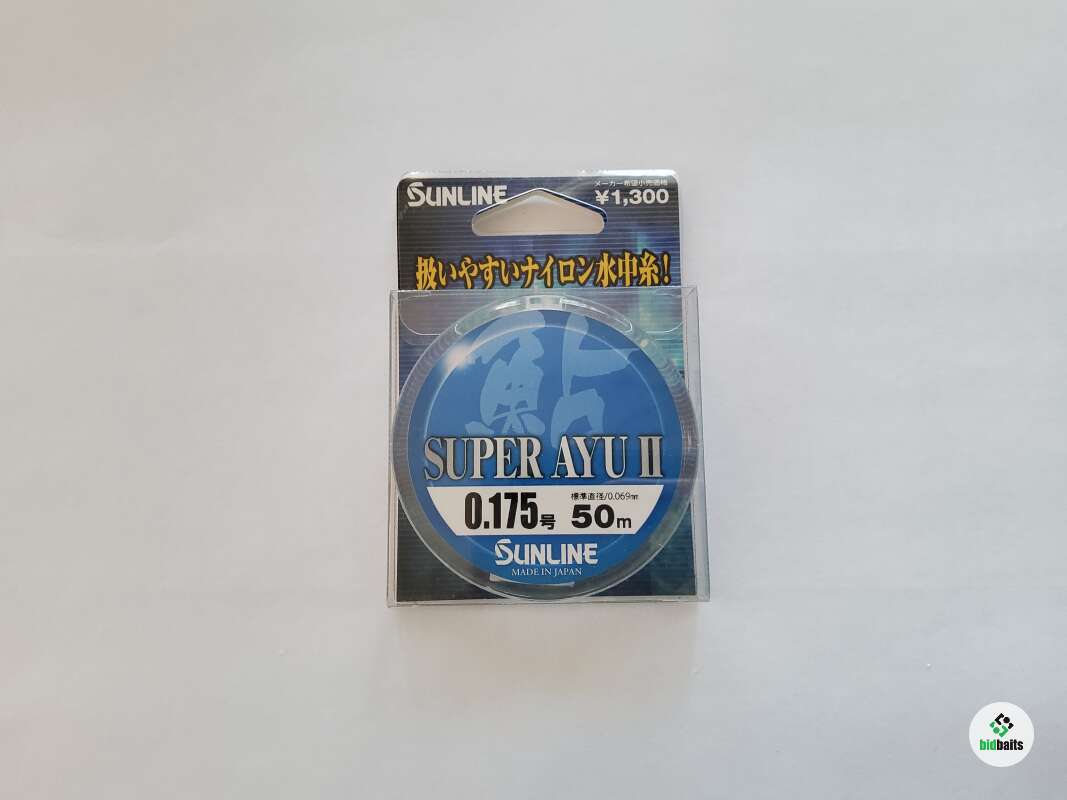 SUNLINE
メーカー希望小売価格
¥1,300
扱いやすいナイロン水中糸!
鮎
SUPER AYU II
0.175号
標準直径/0.069mm
50m
SUNLINE
MADE IN JAPAN
bidbaits